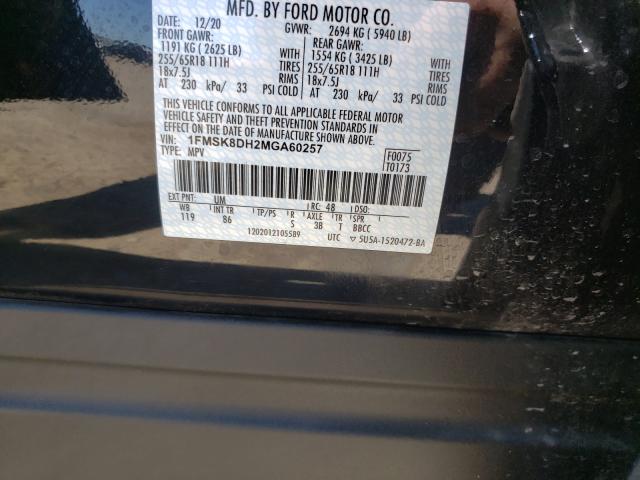 MFD. BY FORD MOTOR CO.
DATE: 12/20 GVWR: 2694 KG ( 5940 LB)
FRONT GAWR: REAR GAWR:
1191 KG ( 2625 LB) 1554 KG ( 3425 LB)
255/65R18 111H TIRES 255/65R18 111H TIRES
18x7.5J RIMS 18x7.5J RIMS
AT 230 kPa/ 33 PSI COLD AT 230 kPa/ 33 PSI COLD
THIS VEHICLE CONFORMS TO ALL APPLICABLE FEDERAL MOTOR
VEHICLE SAFETY AND THEFT PREVENTION STANDARDS IN
EFFECT ON THE DATE OF MANUFACTURE SHOWN ABOVE.
VIN: 1FMSK8DH2MGA60257
TYPE: MPV F0075
T0173
EXT PNT: UM RC: 48 DSO:
WB INT TR TP/PS R AXLE TR S
119 B6 S 3B T BBCC
1202012105589 UTC ▽ 5U5A-1520472-BA